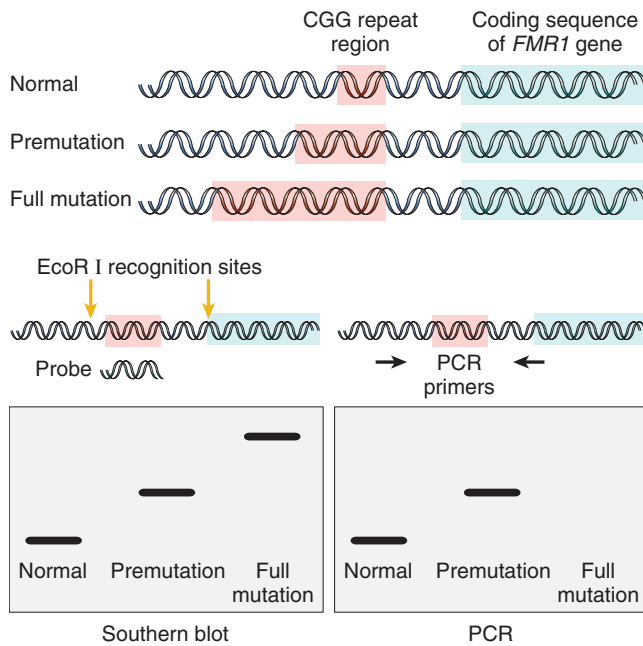 CGG repeat
region
Coding sequence
of FMR1 gene
Normal
Premutation
Full mutation
EcoR I recognition sites
Probe
PCR
primers
Normal
Premutation
Full
mutation
Southern blot
Normal
Premutation
Full
mutation
PCR